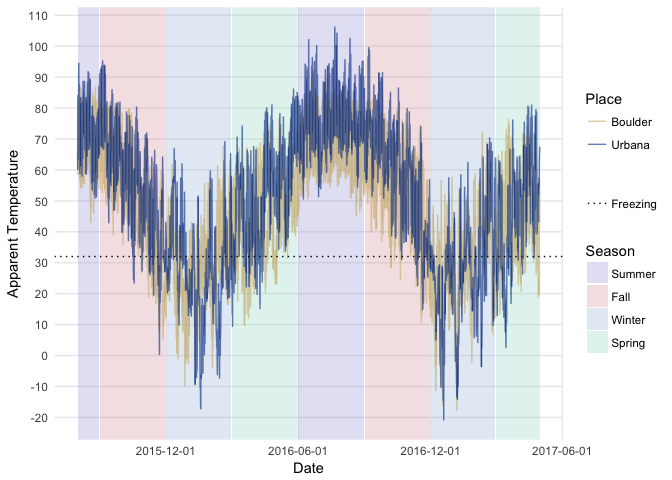 110
100
90
80
70
60
50
40
30
20
10
0
-10
-20
Apparent Temperature
2015-12-01 2016-06-01 2016-12-01 2017-06-01
Date
Place
Boulder
Urbana
Freezing
Season
Summer
Fall
Winter
Spring